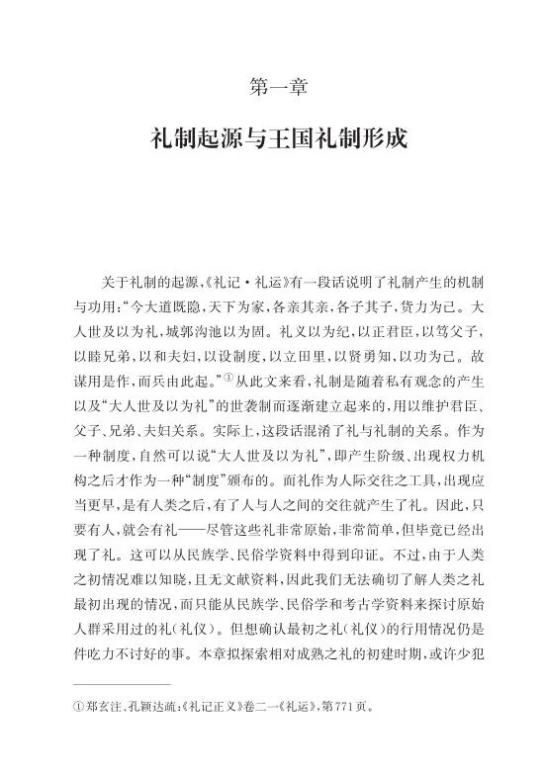 第一章
礼制起源与王国礼制形成
关于礼制的起源，《礼记·礼运》有一段话说明了礼制产生的机制
与功用：“今大道既隐，天下为家，各亲其亲，各子其子，货力为己。大
人世及以为礼，城郭沟池以为固。礼义以为纪，以正君臣，以笃父子，
以睦兄弟，以和夫妇，以设制度，以立田里，以贤勇知，以功为己。故
谋用是作，而兵由此起。”①从此文来看，礼制是随着私有观念的产生
以及“大人世及以为礼”的世袭制而逐渐建立起来的，用以维护君臣、
父子、兄弟、夫妇关系。实际上，这段话混淆了礼与礼制的关系。作为
一种制度，自然可以说“大人世及以为礼”，即产生阶级、出现权力机
构之后才作为一种“制度”颁布的。而礼作为人际交往之工具，出现应
当更早，是有人类之后，有了人与人之间的交往就产生了礼。因此，只
要有人，就会有礼——尽管这些礼非常原始，非常简单，但毕竟已经出
现了礼。这可以从民族学、民俗学资料中得到印证。不过，由于人类
之初情况难以知晓，且无文献资料，因此我们无法确切了解人类之礼
最初出现的情况，而只能从民族学、民俗学和考古学资料来探讨原始
人群采用过的礼（礼仪）。但想确认最初之礼（礼仪）的行用情况仍是
件吃力不讨好的事。本章拟探索相对成熟之礼的初建时期，或许少犯
①郑玄注、孔颖达疏：《礼记正义》卷二一《礼运》，第771页。